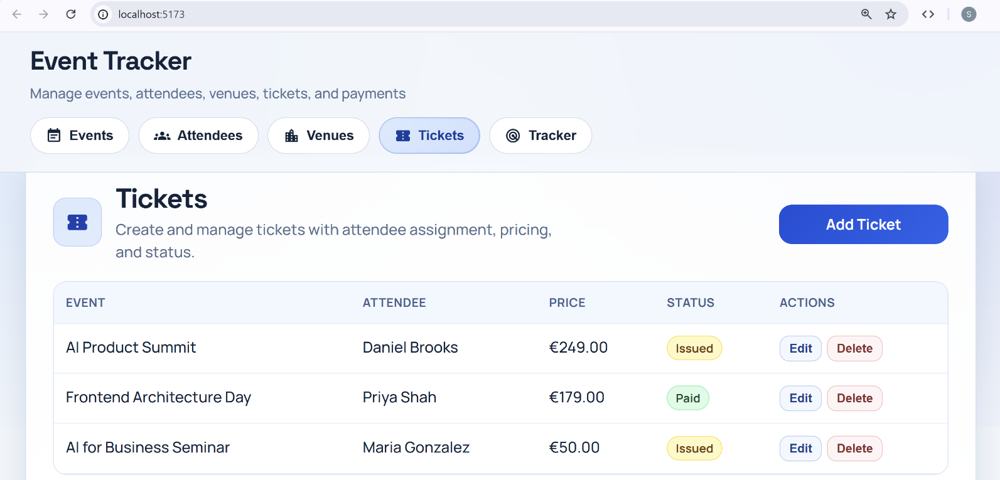 localhost:5173
S
Event Tracker
Manage events, attendees, venues, tickets, and payments
Events Attendees Venues Tickets Tracker
Tickets
Create and manage tickets with attendee assignment, pricing,
and status.
Add Ticket
EVENT ATTENDEE PRICE STATUS ACTIONS
AI Product Summit Daniel Brooks €249.00 Issued Edit Delete
Frontend Architecture Day Priya Shah €179.00 Paid Edit Delete
AI for Business Seminar Maria Gonzalez €50.00 Issued Edit Delete